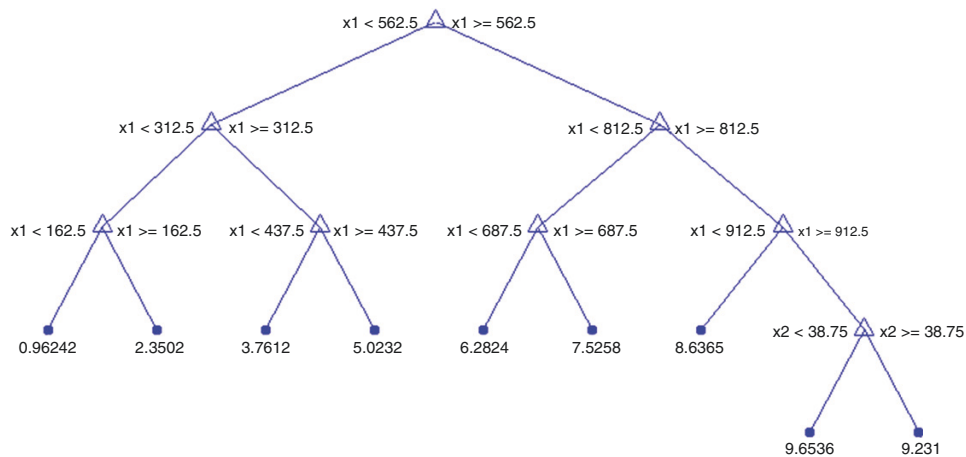 x1 < 562.5 x1 >= 562.5
x1 < 312.5 x1 >= 312.5 x1 < 812.5 x1 >= 812.5
x1 < 162.5 x1 >= 162.5 x1 < 437.5 x1 >= 437.5 x1 < 687.5 x1 >= 687.5 x1 < 912.5 x1 >= 912.5
x2 < 38.75 x2 >= 38.75
0.96242 2.3502 3.7612 5.0232 6.2824 7.5258 8.6365
9.6536 9.231